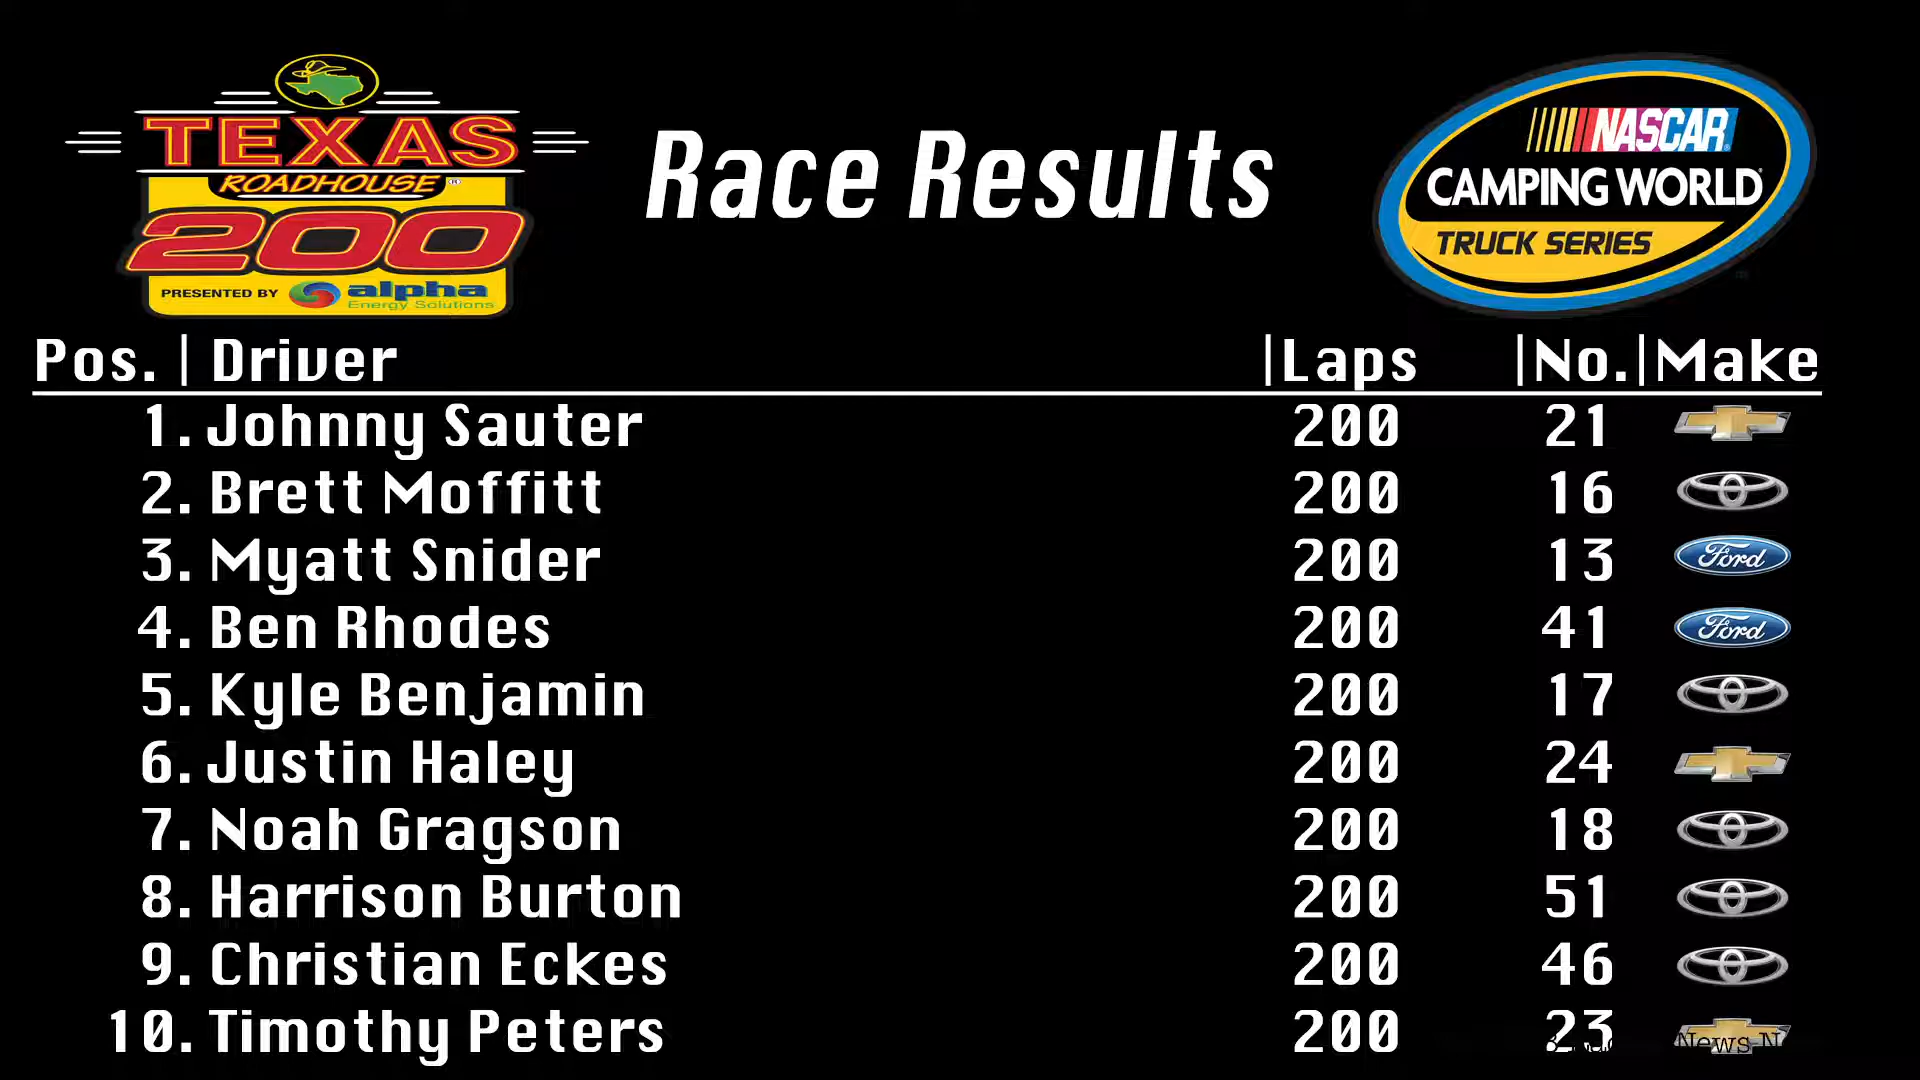 TEXAS
ROADHOUSE®
200
PRESENTED BY alpha
Energy Solutions
Race Results
NASCAR
CAMPING WORLD
TRUCK SERIES
Pos. | Driver |Laps |No.|Make
1. Johnny Sauter 200 21
2. Brett Moffitt 200 16
3. Myatt Snider 200 13 Ford
4. Ben Rhodes 200 41 Ford
5. Kyle Benjamin 200 17
6. Justin Haley 200 24
7. Noah Gragson 200 18
8. Harrison Burton 200 51
9. Christian Eckes 200 46
10. Timothy Peters 200 23
News